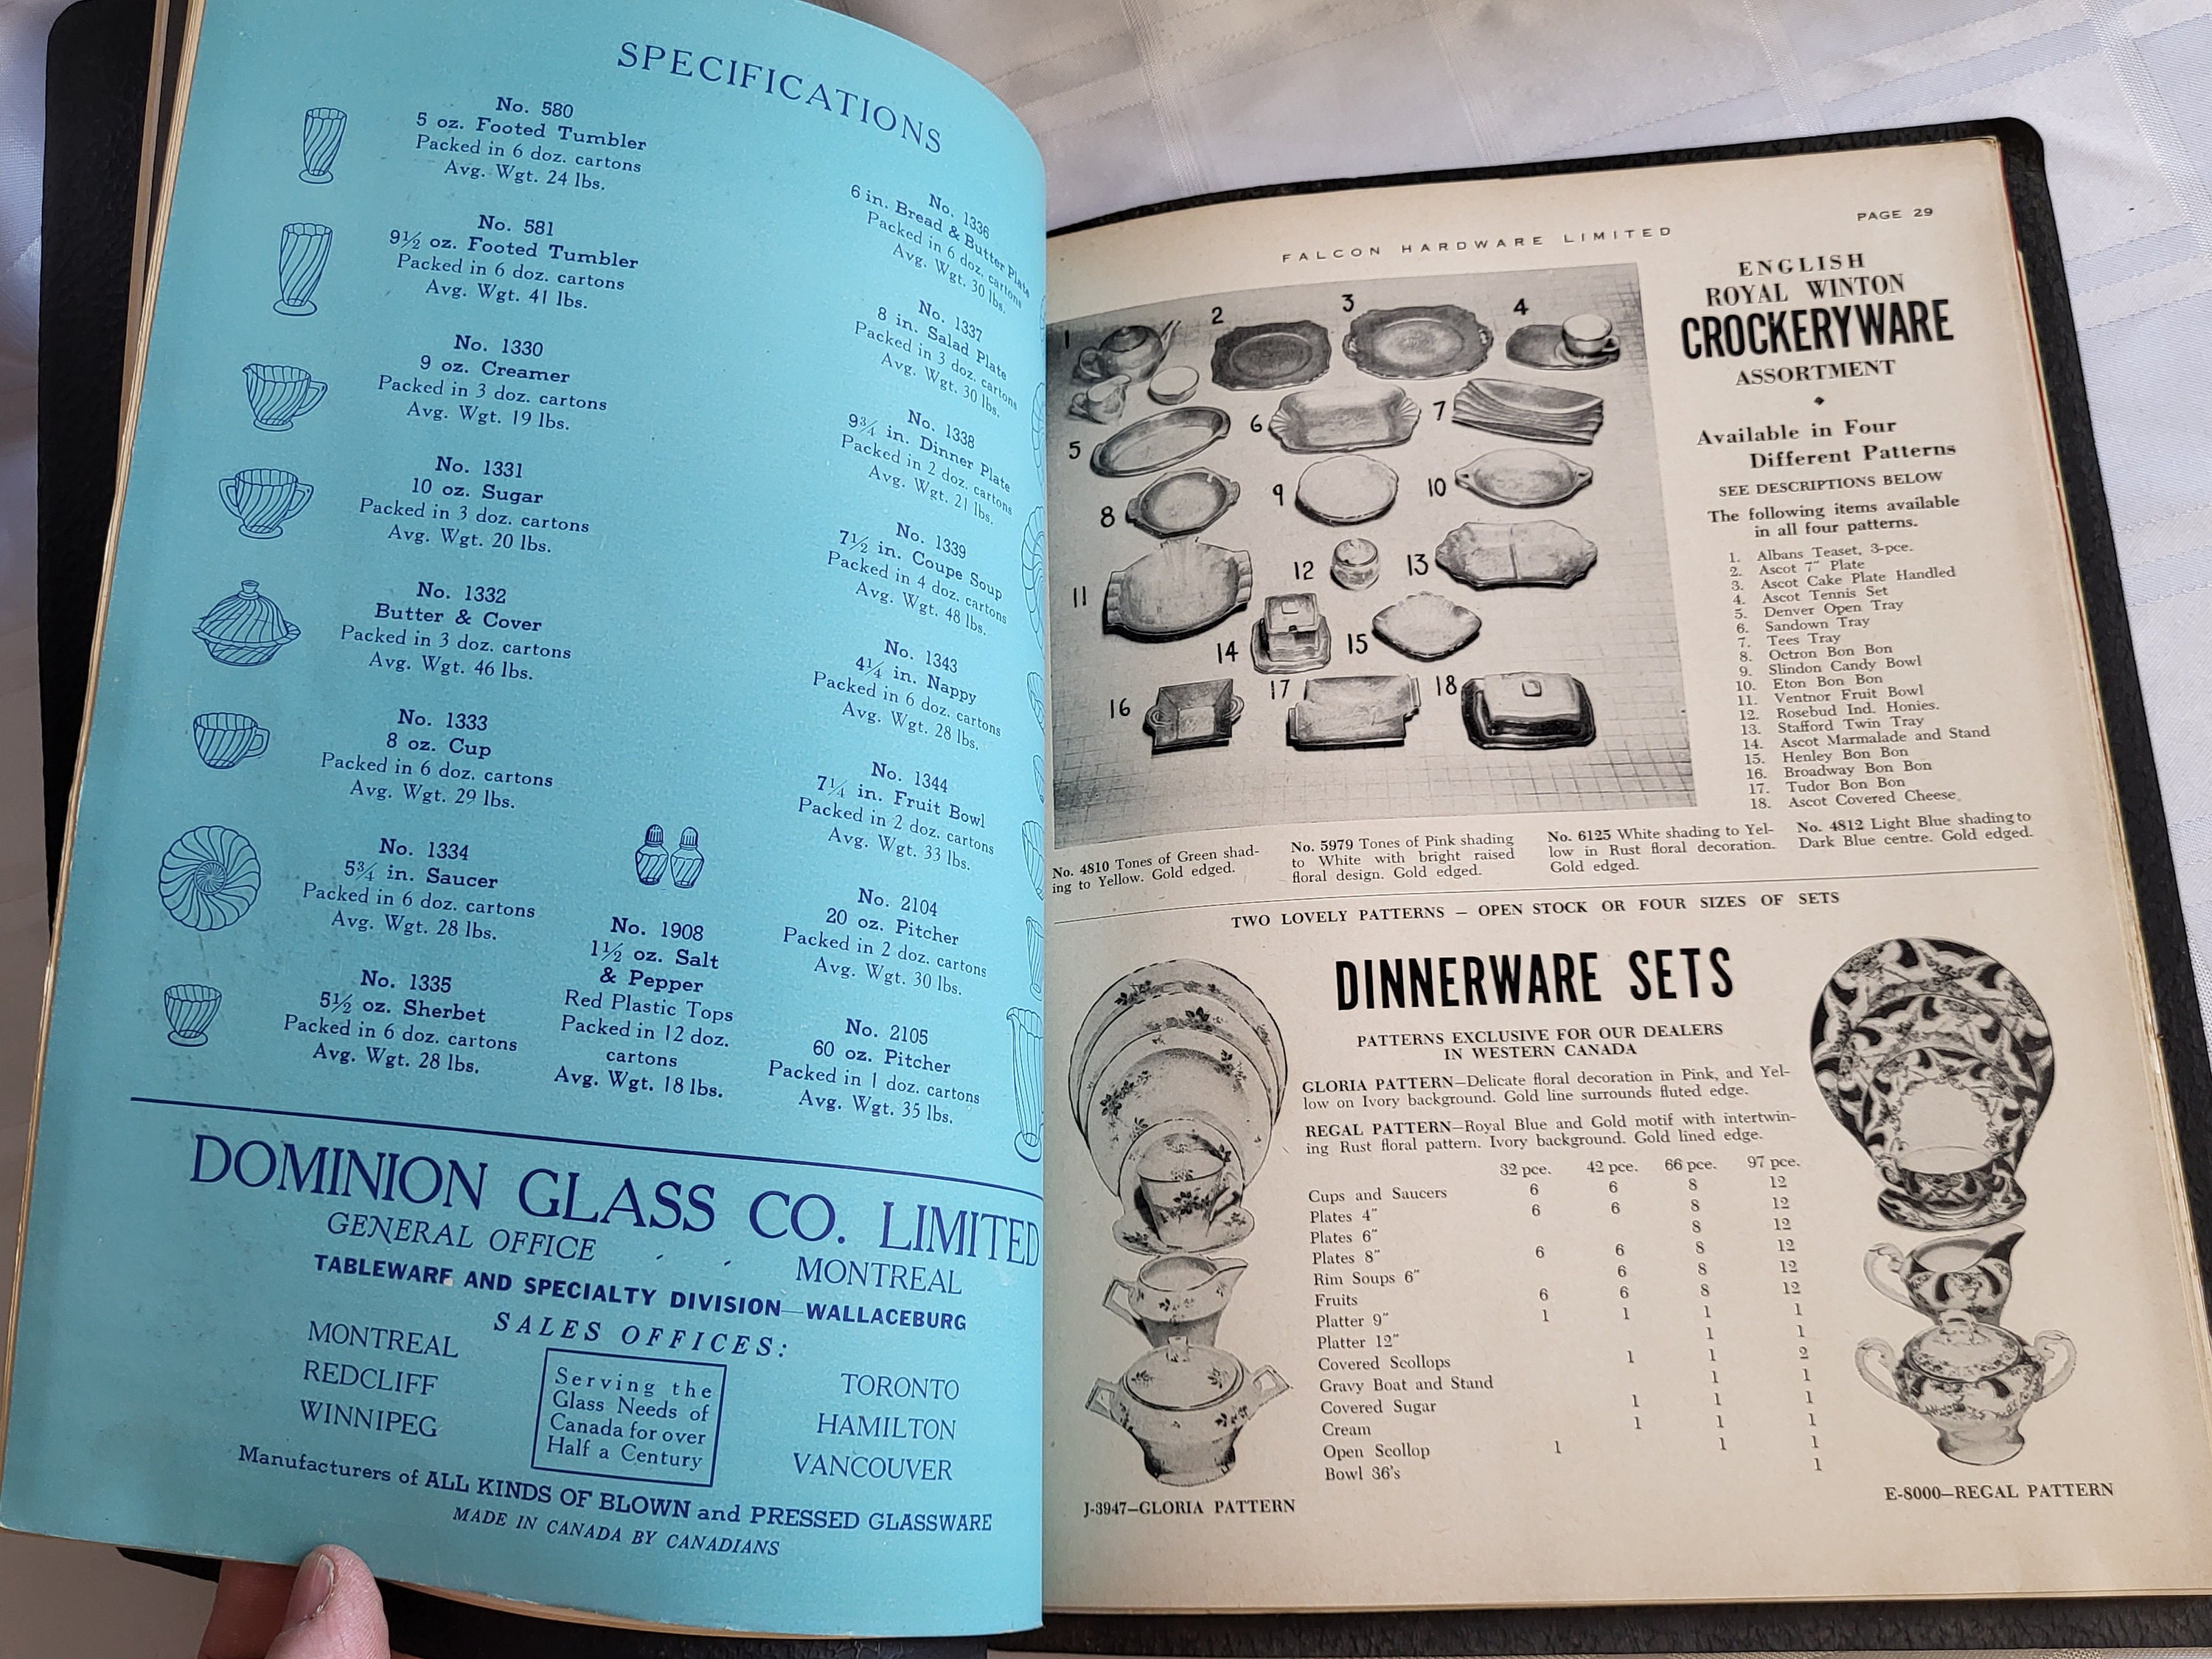 SPECIFICATIONS
No. 580
5 oz. Footed Tumbler
Packed in 6 doz. cartons
Avg. Wgt. 24 lbs.
No. 581
9½ oz. Footed Tumbler
Packed in 6 doz. cartons
Avg. Wgt. 41 lbs.
No. 1330
9 oz. Creamer
Packed in 3 doz. cartons
Avg. Wgt. 19 lbs.
No. 1331
10 oz. Sugar
Packed in 3 doz. cartons
Avg. Wgt. 20 lbs.
No. 1332
Butter & Cover
Packed in 3 doz. cartons
Avg. Wgt. 46 lbs.
No. 1333
8 oz. Cup
Packed in 6 doz. cartons
Avg. Wgt. 29 lbs.
No. 1334
5¾ in. Saucer
Packed in 6 doz. cartons
Avg. Wgt. 28 lbs.
No. 1335
5½ oz. Sherbet
Packed in 6 doz. cartons
Avg. Wgt. 28 lbs.
No. 1908
1½ oz. Salt
& Pepper
Red Plastic Tops
Packed in 12 doz.
cartons
Avg. Wgt. 18 lbs.
No. 1336
6 in. Bread & Butter Plate
Packed in 6 doz. cartons
Avg. Wgt. 30 lbs.
No. 1337
8 in. Salad Plate
Packed in 3 doz. cartons
Avg. Wgt. 30 lbs.
No. 1338
9¾ in. Dinner Plate
Packed in 2 doz. cartons
Avg. Wgt. 21 lbs.
No. 1339
7½ in. Coupe Soup
Packed in 4 doz. cartons
Avg. Wgt. 48 lbs.
No. 1343
4¼ in. Nappy
Packed in 6 doz. cartons
Avg. Wgt. 28 lbs.
No. 1344
7¼ in. Fruit Bowl
Packed in 2 doz. cartons
Avg. Wgt. 33 lbs.
No. 2104
20 oz. Pitcher
Packed in 2 doz. cartons
Avg. Wgt. 30 lbs.
No. 2105
60 oz. Pitcher
Packed in 1 doz. cartons
Avg. Wgt. 35 lbs.
DOMINION GLASS CO. LIMITED
GENERAL OFFICE - - MONTREAL
TABLEWARE AND SPECIALTY DIVISION—WALLACEBURG
SALES OFFICES:
MONTREAL
REDCLIFF
WINNIPEG
Serving the
Glass Needs of
Canada for over
Half a Century
TORONTO
HAMILTON
VANCOUVER
Manufacturers of ALL KINDS OF BLOWN and PRESSED GLASSWARE
MADE IN CANADA BY CANADIANS
FALCON HARDWARE LIMITED
PAGE 29
1 2 3 4
5 6 7
8 9 10
11 12 13
14 15
16 17 18
ENGLISH
ROYAL WINTON
CROCKERYWARE
ASSORTMENT
Available in Four
Different Patterns
SEE DESCRIPTIONS BELOW
The following items available
in all four patterns.
1. Albans Teaset, 3-pce.
2. Ascot 7" Plate
3. Ascot Cake Plate Handled
4. Ascot Tennis Set
5. Denver Open Tray
6. Sandown Tray
7. Tees Tray
8. Octron Bon Bon
9. Slindon Candy Bowl
10. Eton Bon Bon
11. Ventnor Fruit Bowl
12. Rosebud Ind. Honies.
13. Stafford Twin Tray
14. Ascot Marmalade and Stand
15. Henley Bon Bon
16. Broadway Bon Bon
17. Tudor Bon Bon
18. Ascot Covered Cheese
No. 4810 Tones of Green shad-
ing to Yellow. Gold edged.
No. 5979 Tones of Pink shading
to White with bright raised
floral design. Gold edged.
No. 6125 White shading to Yel-
low in Rust floral decoration.
Gold edged.
No. 4812 Light Blue shading to
Dark Blue centre. Gold edged.
TWO LOVELY PATTERNS — OPEN STOCK OR FOUR SIZES OF SETS
DINNERWARE SETS
PATTERNS EXCLUSIVE FOR OUR DEALERS
IN WESTERN CANADA
GLORIA PATTERN—Delicate floral decoration in Pink, and Yel-
low on Ivory background. Gold line surrounds fluted edge.
REGAL PATTERN—Royal Blue and Gold motif with intertwin-
ing Rust floral pattern. Ivory background. Gold lined edge.
32 pce. 42 pce. 66 pce. 97 pce.
Cups and Saucers 6 6 8 12
Plates 4" 6 6 8 12
Plates 6" 8 12
Plates 8" 6 6 8 12
Rim Soups 6" 6 8 12
Fruits 6 6 8 12
Platter 9" 1 1 1 1
Platter 12" 1 1
Covered Scollops 1 1 2
Gravy Boat and Stand 1 1
Covered Sugar 1 1 1
Cream 1 1 1
Open Scollop 1 1 1
Bowl 36's 1
J-3947—GLORIA PATTERN
E-8000—REGAL PATTERN